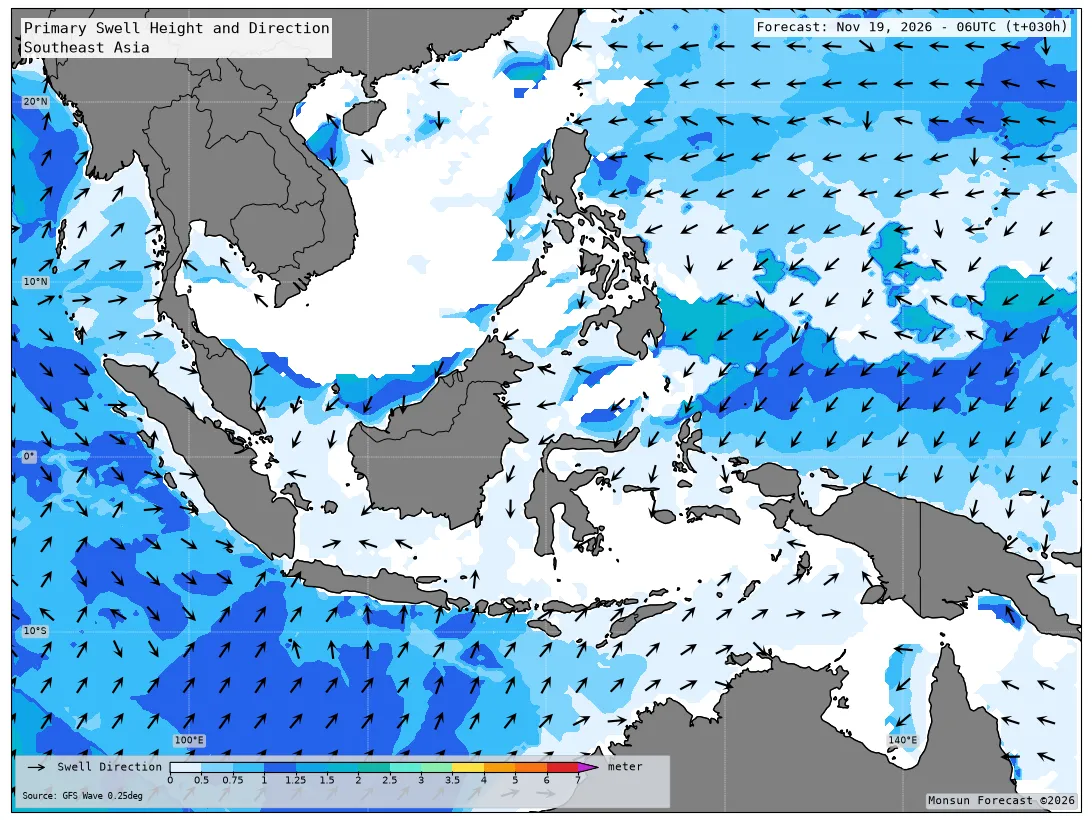 Primary Swell Height and Direction
Southeast Asia
Forecast: Nov 19, 2026 - 06UTC (t+030h)
20°N
10°N
0°
10°S
100°E
140°E
Swell Direction
0 0.5 0.75 1 1.25 1.5 2 2.5 3 3.5 4 5 6 7
meter
Source: GFS Wave 0.25deg
Monsun Forecast ©2026